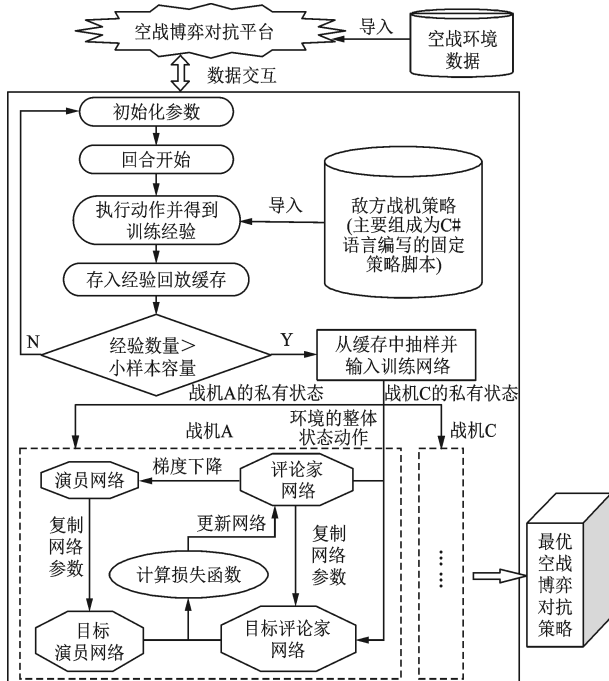 空战博弈对抗平台
导入
空战环境
数据
数据交互
初始化参数
回合开始
执行动作并得到
训练经验
导入
敌方战机策略
(主要组成为C#
语言编写的固定
策略脚本)
存入经验回放缓存
N
经验数量＞
小样本容量
Y
从缓存中抽样并
输入训练网络
战机A的私有状态
战机C的私有状态
环境的整体
状态动作
战机A
战机C
演员网络
梯度下降
评论家
网络
复制
网络
参数
更新网络
复制
网络
参数
计算损失函数
目标
演员网络
目标评论家
网络
……
最优
空战
博弈
对抗
策略